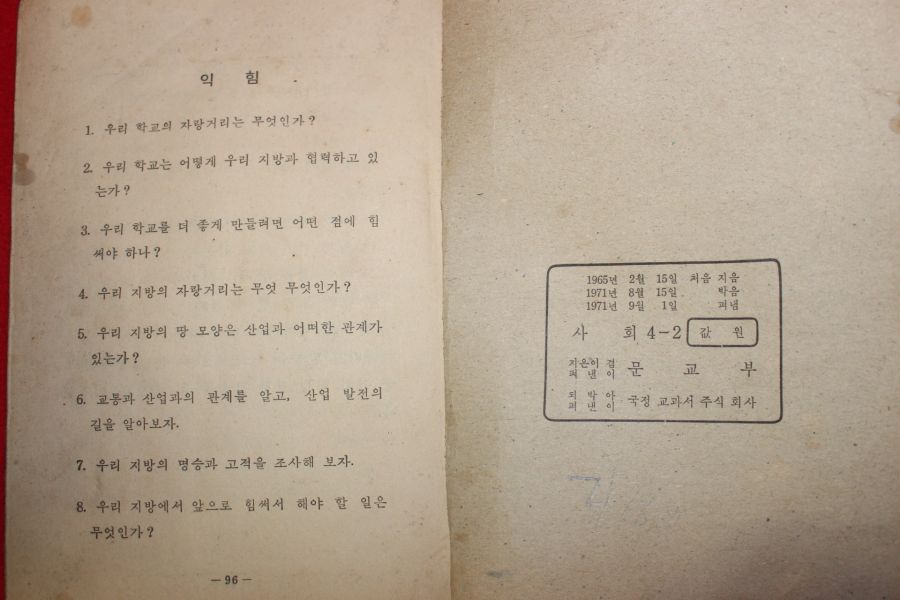 익 힘
1. 우리 학교의 자랑거리는 무엇인가?
2. 우리 학교는 어떻게 우리 지방과 협력하고 있
는가?
3. 우리 학교를 더 좋게 만들려면 어떤 점에 힘
써야 하나?
4. 우리 지방의 자랑거리는 무엇 무엇인가?
5. 우리 지방의 땅 모양은 산업과 어떠한 관계가
있는가?
6. 교통과 산업과의 관계를 알고, 산업 발전의
길을 알아보자.
7. 우리 지방의 명승과 고적을 조사해 보자.
8. 우리 지방에서 앞으로 힘써서 해야 할 일은
무엇인가?
— 96 —
1965년 2월 15일 처음 지음
1971년 8월 15일 박음
1971년 9월 1일 펴냄
사 회 4-2 값 원
지은이 겸
펴 낸 이 문 교 부
되 박 아
펴 낸 이 국정 교과서 주식 회사